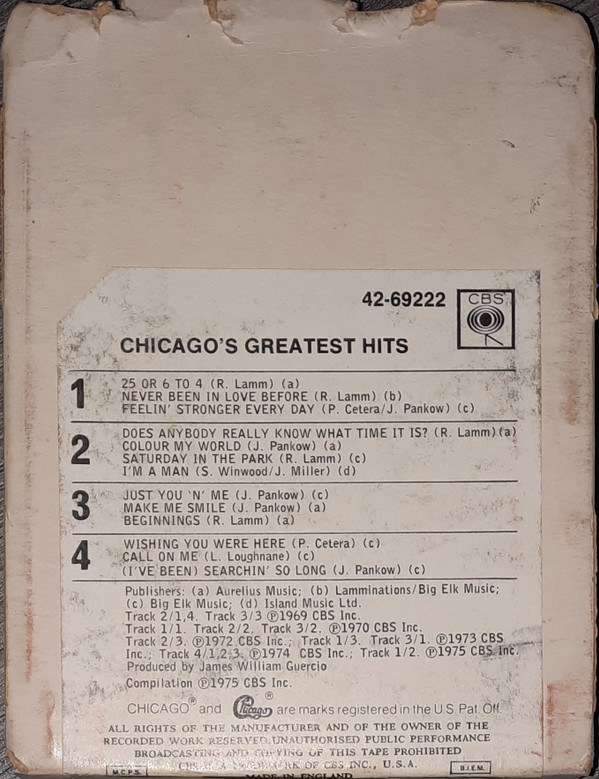 42-69222
CBS
CHICAGO'S GREATEST HITS
1
25 OR 6 TO 4 (R. Lamm) (a)
NEVER BEEN IN LOVE BEFORE (R. Lamm) (b)
FEELIN' STRONGER EVERY DAY (P. Cetera/J. Pankow) (c)
2
DOES ANYBODY REALLY KNOW WHAT TIME IT IS? (R. Lamm) (a)
COLOUR MY WORLD (J. Pankow) (a)
SATURDAY IN THE PARK (R. Lamm) (c)
I'M A MAN (S. Winwood/J. Miller) (d)
3
JUST YOU 'N' ME (J. Pankow) (c)
MAKE ME SMILE (J. Pankow) (a)
BEGINNINGS (R. Lamm) (a)
4
WISHING YOU WERE HERE (P. Cetera) (c)
CALL ON ME (L. Loughnane) (c)
(I'VE BEEN) SEARCHIN' SO LONG (J. Pankow) (c)
Publishers: (a) Aurelius Music; (b) Lamminations/Big Elk Music;
(c) Big Elk Music; (d) Island Music Ltd.
Track 2/1,4. Track 3/3 ℗1969 CBS Inc.
Track 1/1. Track 2/2. Track 3/2. ℗1970 CBS Inc.
Track 2/3. ℗1972 CBS Inc.; Track 1/3. Track 3/1. ℗1973 CBS
Inc.; Track 4/1,2,3. ℗1974 CBS Inc.; Track 1/2. ℗1975 CBS Inc.
Produced by James William Guercio
Compilation ℗1975 CBS Inc.
CHICAGO® and Chicago® are marks registered in the U.S. Pat. Off.
ALL RIGHTS OF THE MANUFACTURER AND OF THE OWNER OF THE
RECORDED WORK RESERVED. UNAUTHORISED PUBLIC PERFORMANCE
BROADCASTING AND COPYING OF THIS TAPE PROHIBITED
OF CBS INC., U.S.A.
M.C.P.S.
B.I.E.M.
MADE IN ENGLAND